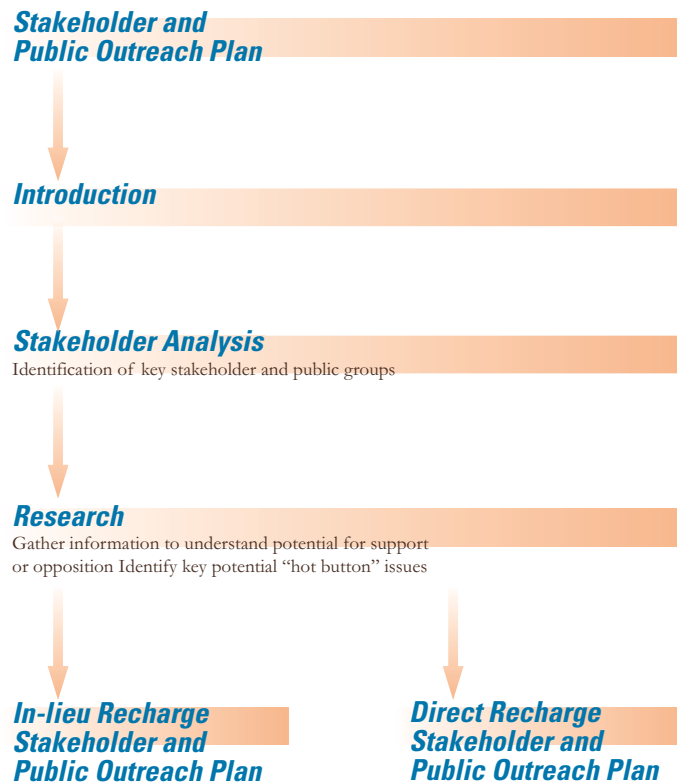 Stakeholder and
Public Outreach Plan
Introduction
Stakeholder Analysis
Identification of key stakeholder and public groups
Research
Gather information to understand potential for support
or opposition Identify key potential “hot button” issues
In-lieu Recharge
Stakeholder and
Public Outreach Plan
Direct Recharge
Stakeholder and
Public Outreach Plan